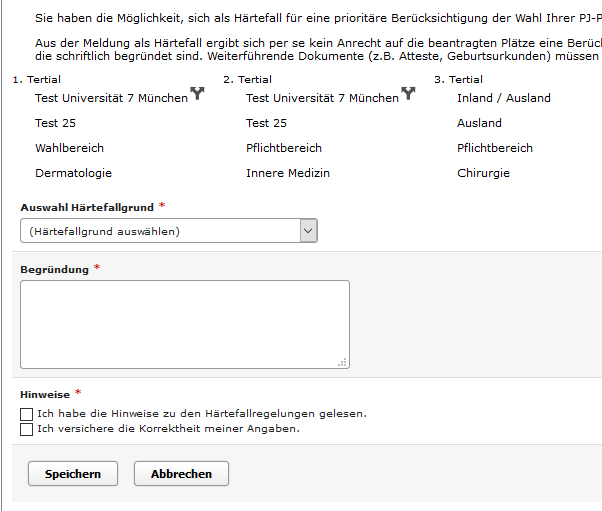 Sie haben die Möglichkeit, sich als Härtefall für eine prioritäre Berücksichtigung der Wahl Ihrer PJ-P
Aus der Meldung als Härtefall ergibt sich per se kein Anrecht auf die beantragten Plätze eine Berüc
die schriftlich begründet sind. Weiterführende Dokumente (z.B. Atteste, Geburtsurkunden) müssen
1. Tertial 2. Tertial 3. Tertial
Test Universität 7 München Test Universität 7 München Inland / Ausland
Test 25 Test 25 Ausland
Wahlbereich Pflichtbereich Pflichtbereich
Dermatologie Innere Medizin Chirurgie
Auswahl Härtefallgrund *
(Härtefallgrund auswählen)
Begründung *
Hinweise *
Ich habe die Hinweise zu den Härtefallregelungen gelesen.
Ich versichere die Korrektheit meiner Angaben.
Speichern Abbrechen